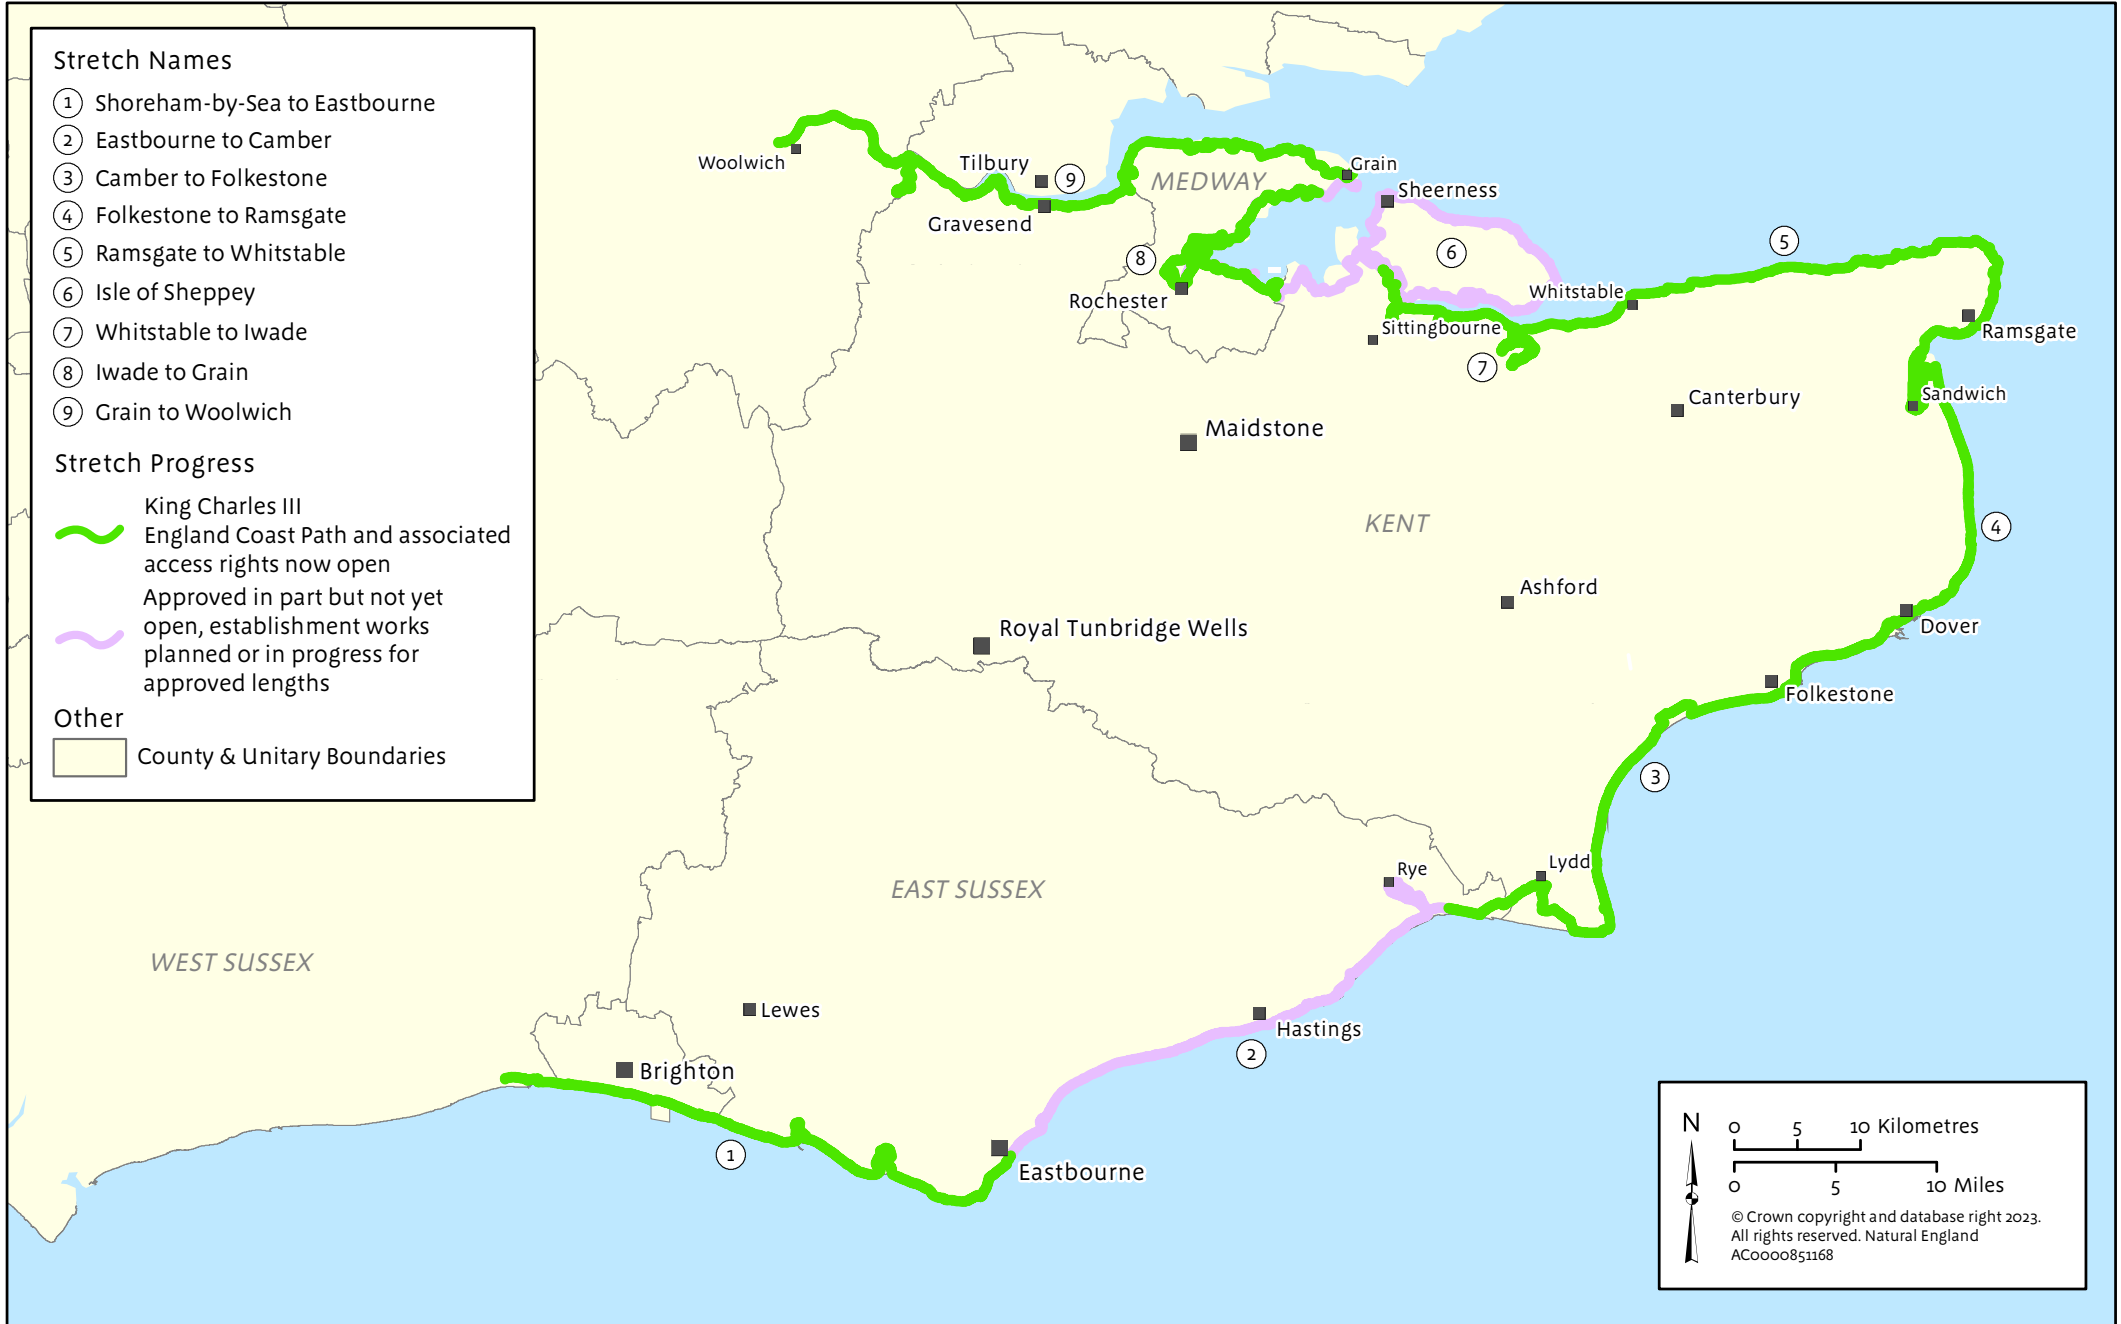 Stretch Names
1 Shoreham-by-Sea to Eastbourne
2 Eastbourne to Camber
3 Camber to Folkestone
4 Folkestone to Ramsgate
5 Ramsgate to Whitstable
6 Isle of Sheppey
7 Whitstable to Iwade
8 Iwade to Grain
9 Grain to Woolwich
Stretch Progress
King Charles III
England Coast Path and associated
access rights now open
Approved in part but not yet
open, establishment works
planned or in progress for
approved lengths
Other
County & Unitary Boundaries
Woolwich
Tilbury
9
Gravesend
MEDWAY
Grain
Sheerness
6
5
8
Rochester
Whitstable
Sittingbourne
7
Ramsgate
Sandwich
Canterbury
Maidstone
KENT
4
Ashford
Royal Tunbridge Wells
Dover
Folkestone
3
Lydd
Rye
EAST SUSSEX
WEST SUSSEX
Lewes
Hastings
2
Brighton
1
Eastbourne
N
0 5 10 Kilometres
0 5 10 Miles
© Crown copyright and database right 2023.
All rights reserved. Natural England
AC0000851168